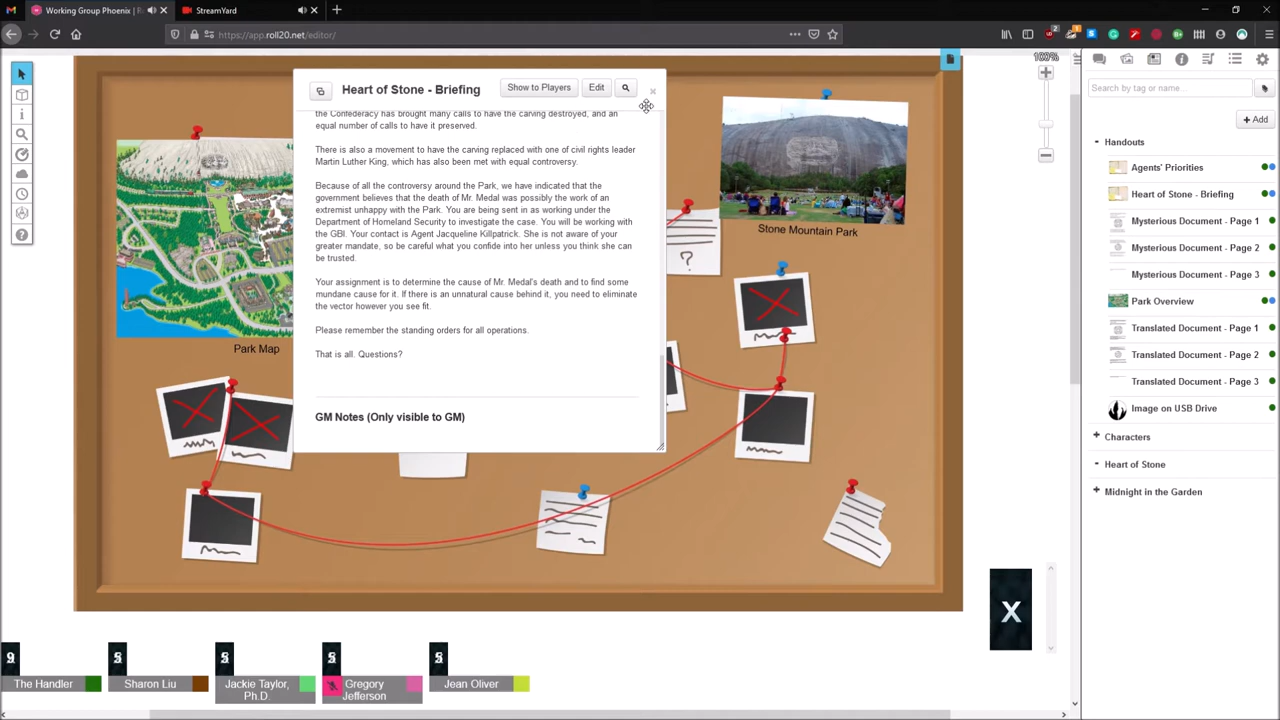 Working Group Phoenix | R
StreamYard
https://app.roll20.net/editor/
100%
Heart of Stone - Briefing
Show to Players
Edit
the Confederacy has brought many calls to have the carving destroyed, and an
equal number of calls to have it preserved.
There is also a movement to have the carving replaced with one of civil rights leader
Martin Luther King, which has also been met with equal controversy.
Because of all the controversy around the Park, we have indicated that the
government believes that the death of Mr. Medal was possibly the work of an
extremist unhappy with the Park. You are being sent in as working under the
Department of Homeland Security to investigate the case. You will be working with
the GBI. Your contact is Agent Jacqueline Killpatrick. She is not aware of your
greater mandate, so be careful what you confide into her unless you think she can
be trusted.
Your assignment is to determine the cause of Mr. Medal's death and to find some
mundane cause for it. If there is an unnatural cause behind it, you need to eliminate
the vector however you see fit.
Please remember the standing orders for all operations.
That is all. Questions?
GM Notes (Only visible to GM)
Park Map
Stone Mountain Park
?
Search by tag or name...
+ Add
Handouts
Agents' Priorities
Heart of Stone - Briefing
Mysterious Document - Page 1
Mysterious Document - Page 2
Mysterious Document - Page 3
Park Overview
Translated Document - Page 1
Translated Document - Page 2
Translated Document - Page 3
Image on USB Drive
Characters
Heart of Stone
Midnight in the Garden
X
The Handler
Sharon Liu
Jackie Taylor,
Ph.D.
Gregory
Jefferson
Jean Oliver